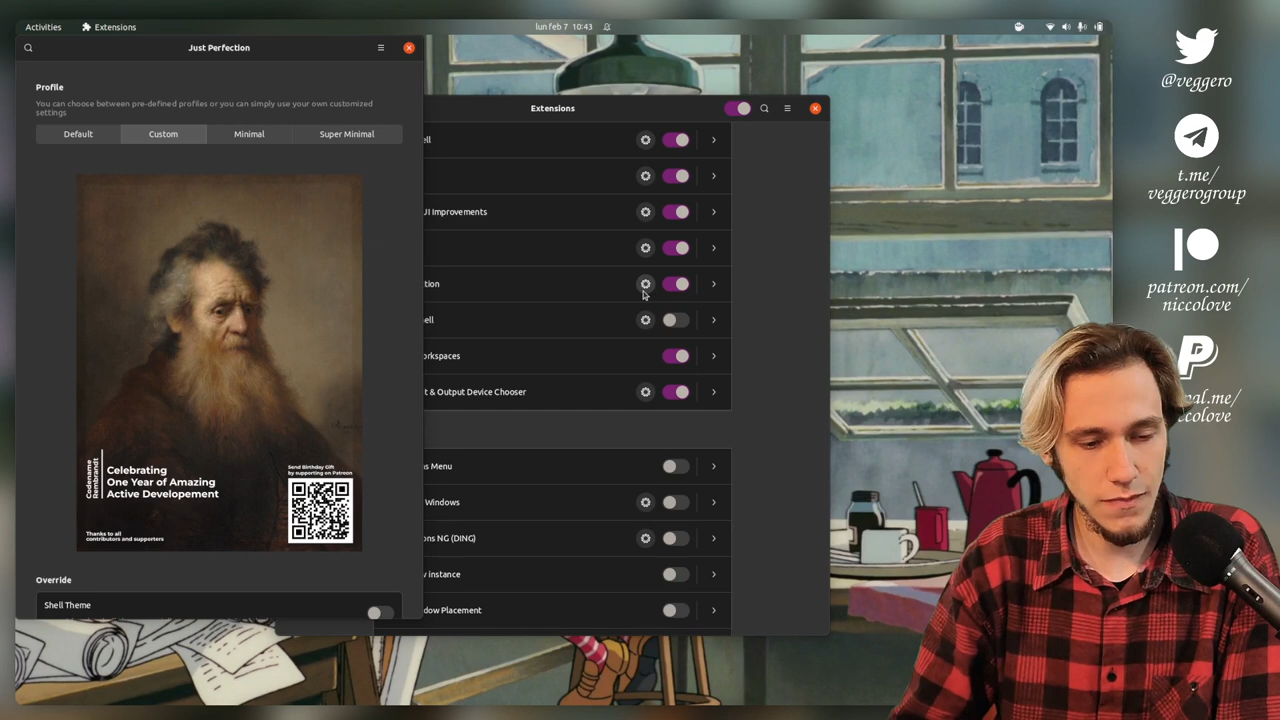 Activities
Extensions
lun feb 7 10:43
Just Perfection
Profile
You can choose between pre-defined profiles or you can simply use your own customized
settings
Default
Custom
Minimal
Super Minimal
Codename
Rembrandt
Celebrating
One Year of Amazing
Active Developement
Send Birthday Gift
by supporting on Patreon
Thanks to all
contributors and supporters
Override
Shell Theme
Extensions
ell
UI Improvements
tion
ell
orkspaces
t & Output Device Chooser
s Menu
Windows
ons NG (DING)
v instance
dow Placement
@veggero
t.me/
veggerogroup
patreon.com/
niccolove
al.me/
ccolove